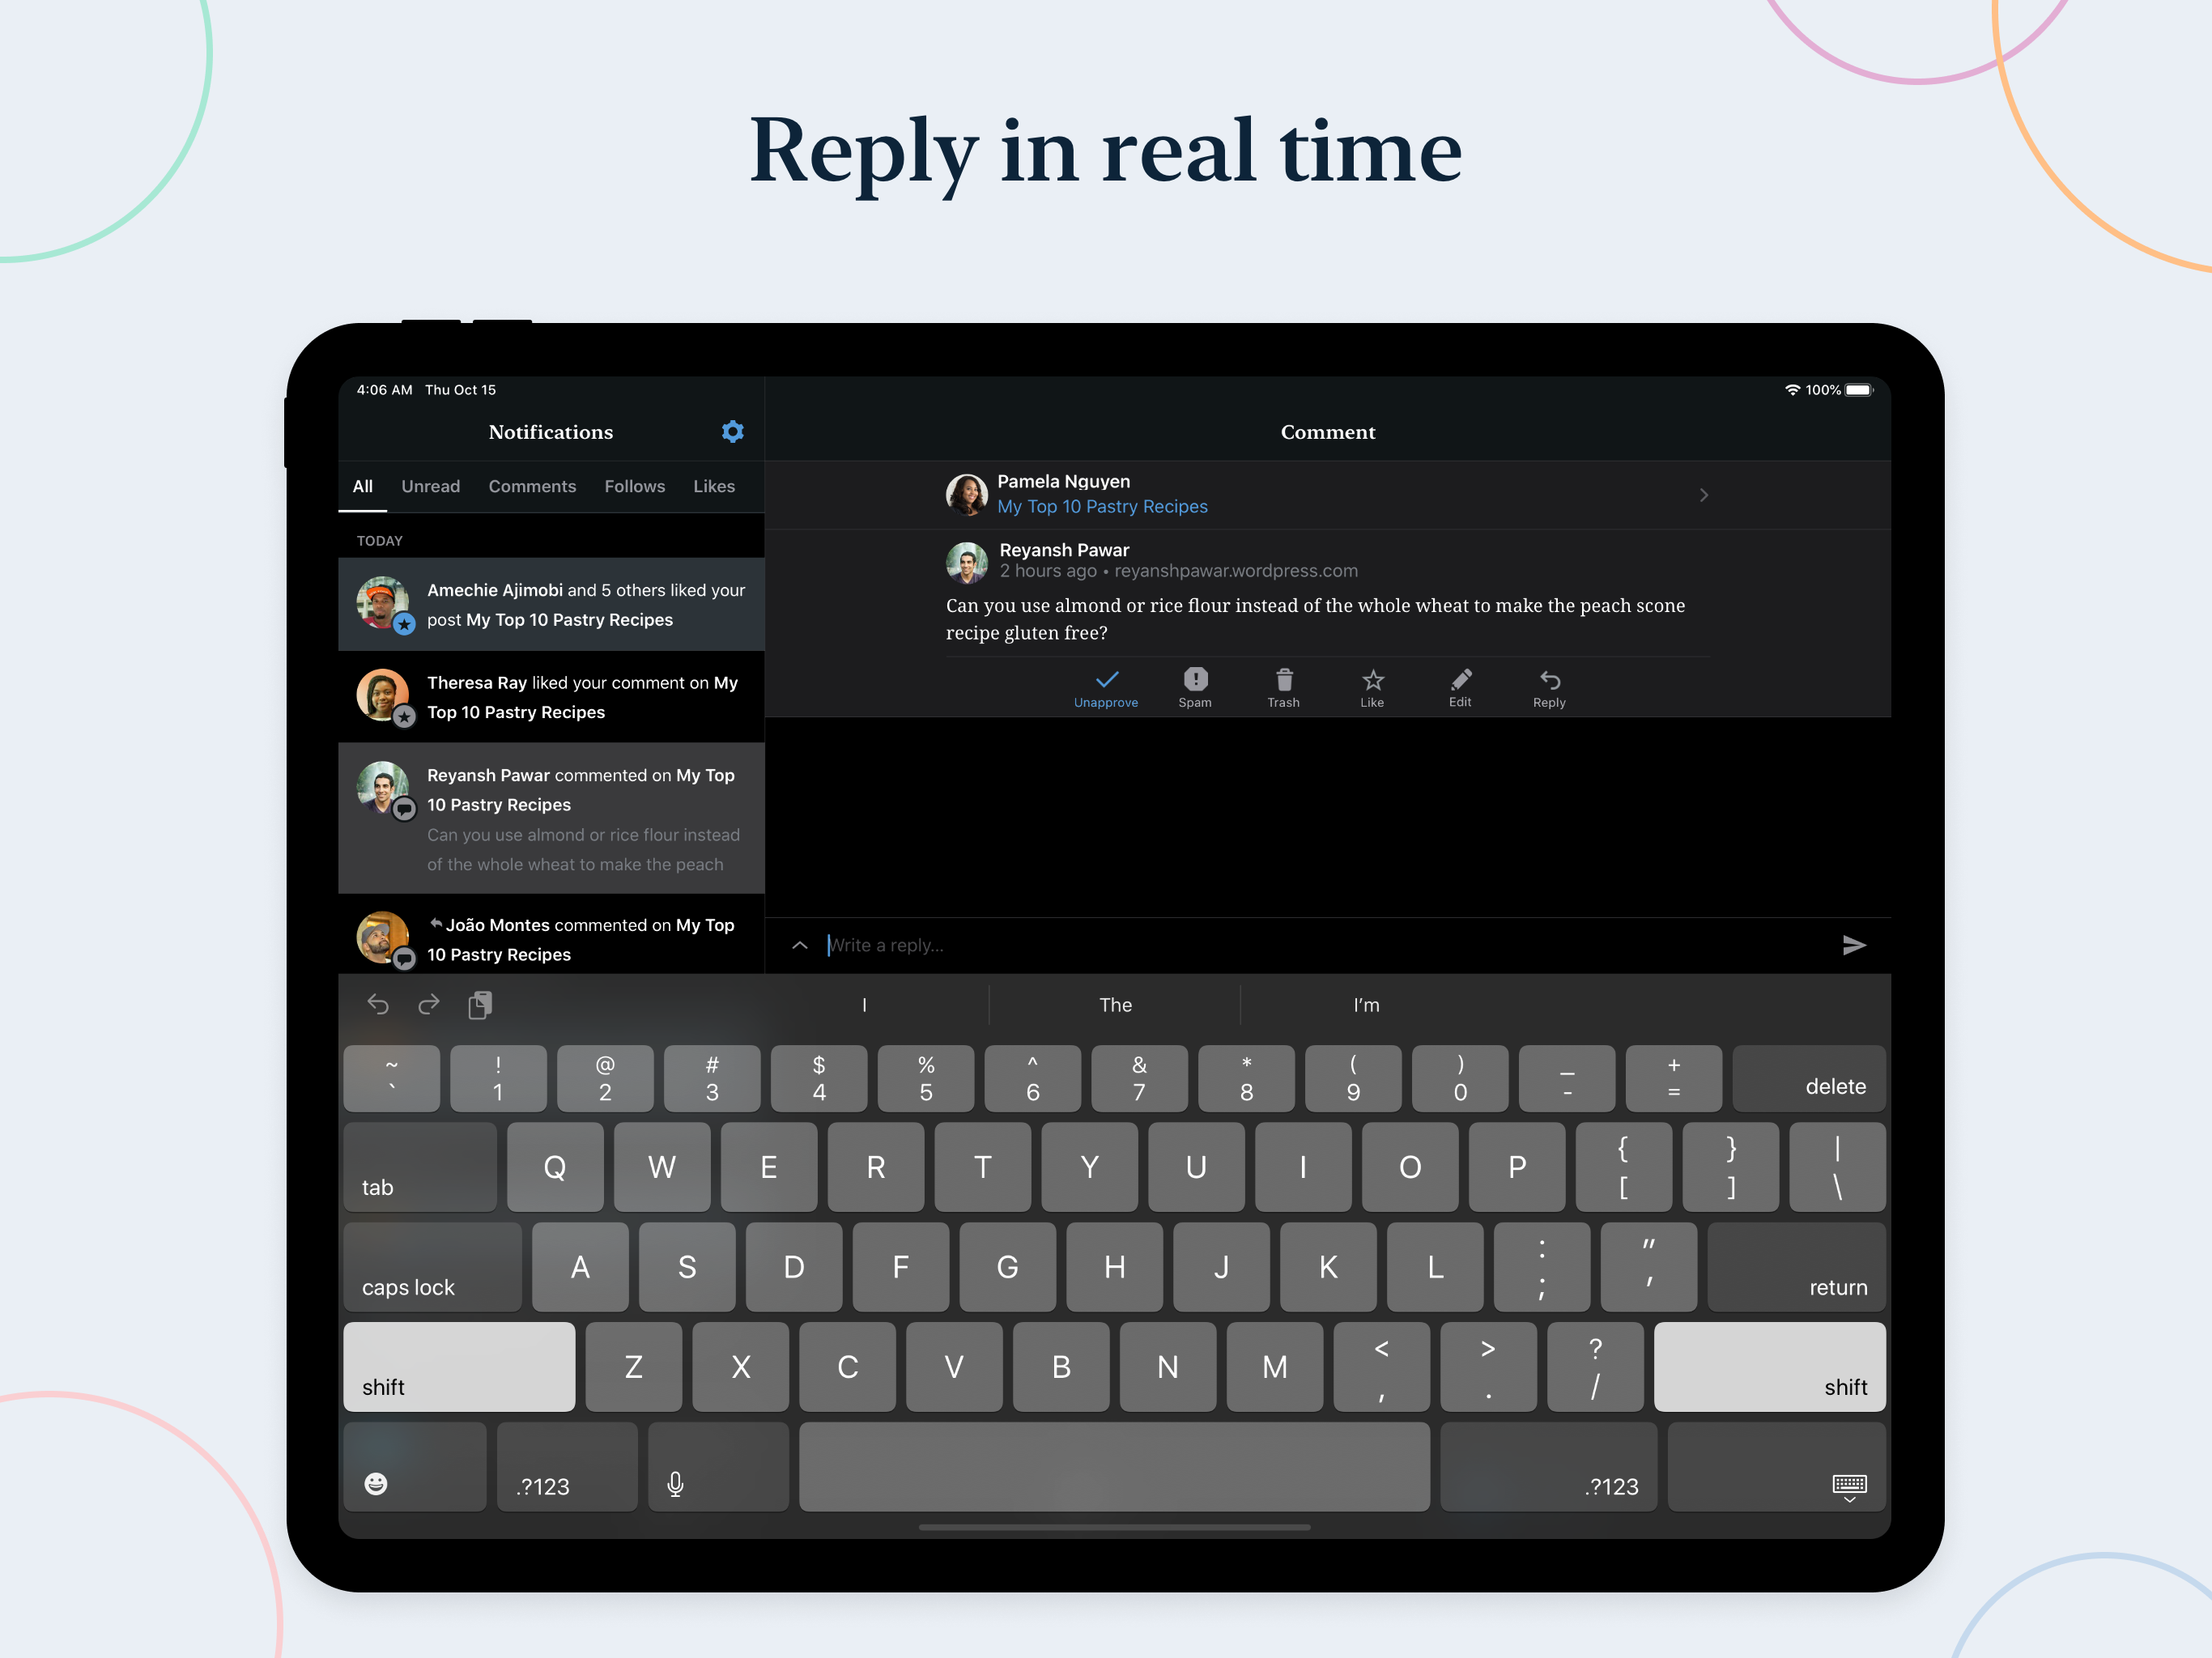 Reply in real time
4:06 AM Thu Oct 15
100%
Notifications
Comment
All Unread Comments Follows Likes
TODAY
Amechie Ajimobi and 5 others liked your
post My Top 10 Pastry Recipes
Theresa Ray liked your comment on My
Top 10 Pastry Recipes
Reyansh Pawar commented on My Top
10 Pastry Recipes
Can you use almond or rice flour instead
of the whole wheat to make the peach
João Montes commented on My Top
10 Pastry Recipes
Pamela Nguyen
My Top 10 Pastry Recipes
Reyansh Pawar
2 hours ago • reyanshpawar.wordpress.com
Can you use almond or rice flour instead of the whole wheat to make the peach scone
recipe gluten free?
Unapprove Spam Trash Like Edit Reply
Write a reply...
I The I’m
~ ! @ # $ % ^ & * ( ) _ +
` 1 2 3 4 5 6 7 8 9 0 - = delete
tab Q W E R T Y U I O P { [ } ] | \
caps lock A S D F G H J K L : ; " ' return
shift Z X C V B N M < , > . ? / shift
.?123 .?123